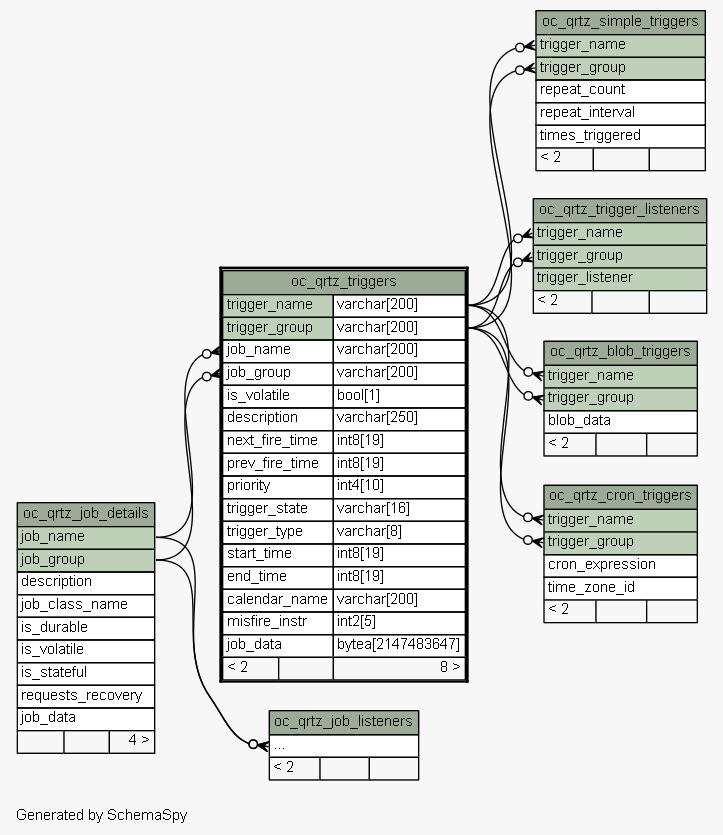 oc_qrtz_simple_triggers
trigger_name
trigger_group
repeat_count
repeat_interval
times_triggered
< 2
oc_qrtz_trigger_listeners
trigger_name
trigger_group
trigger_listener
< 2
oc_qrtz_triggers
trigger_name varchar[200]
trigger_group varchar[200]
job_name varchar[200]
job_group varchar[200]
is_volatile bool[1]
description varchar[250]
next_fire_time int8[19]
prev_fire_time int8[19]
priority int4[10]
trigger_state varchar[16]
trigger_type varchar[8]
start_time int8[19]
end_time int8[19]
calendar_name varchar[200]
misfire_instr int2[5]
job_data bytea[2147483647]
< 2 8 >
oc_qrtz_blob_triggers
trigger_name
trigger_group
blob_data
< 2
oc_qrtz_cron_triggers
trigger_name
trigger_group
cron_expression
time_zone_id
< 2
oc_qrtz_job_details
job_name
job_group
description
job_class_name
is_durable
is_volatile
is_stateful
requests_recovery
job_data
4 >
oc_qrtz_job_listeners
...
< 2
Generated by SchemaSpy